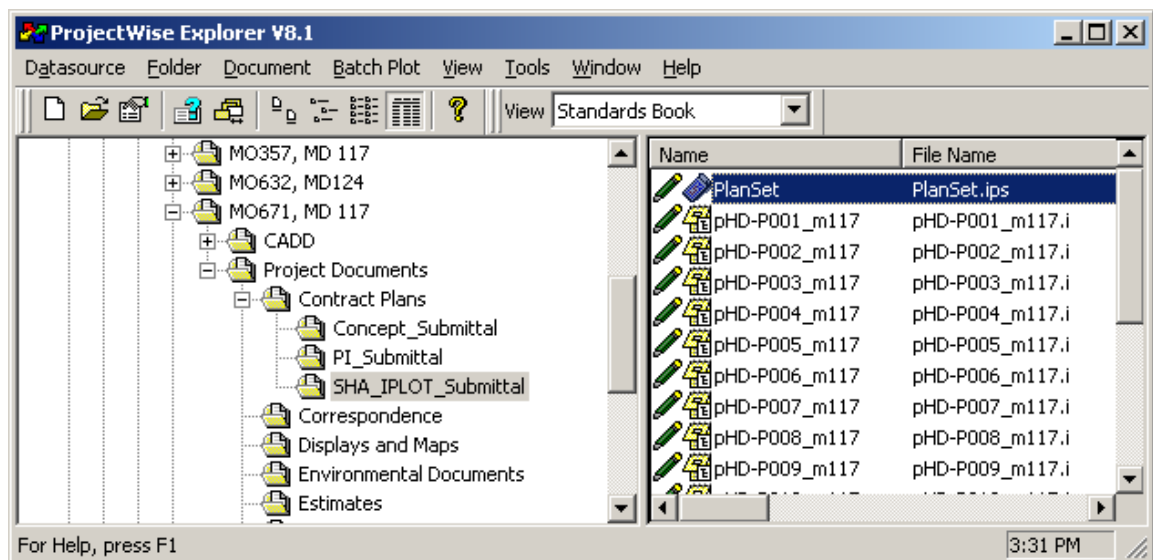 ProjectWise Explorer V8.1
Datasource Folder Document Batch Plot View Tools Window Help
View Standards Book
MO357, MD 117
MO632, MD124
MO671, MD 117
CADD
Project Documents
Contract Plans
Concept_Submittal
PI_Submittal
SHA_IPLOT_Submittal
Correspondence
Displays and Maps
Environmental Documents
Estimates
Name File Name
PlanSet PlanSet.ips
pHD-P001_m117 pHD-P001_m117.i
pHD-P002_m117 pHD-P002_m117.i
pHD-P003_m117 pHD-P003_m117.i
pHD-P004_m117 pHD-P004_m117.i
pHD-P005_m117 pHD-P005_m117.i
pHD-P006_m117 pHD-P006_m117.i
pHD-P007_m117 pHD-P007_m117.i
pHD-P008_m117 pHD-P008_m117.i
pHD-P009_m117 pHD-P009_m117.i
For Help, press F1 3:31 PM